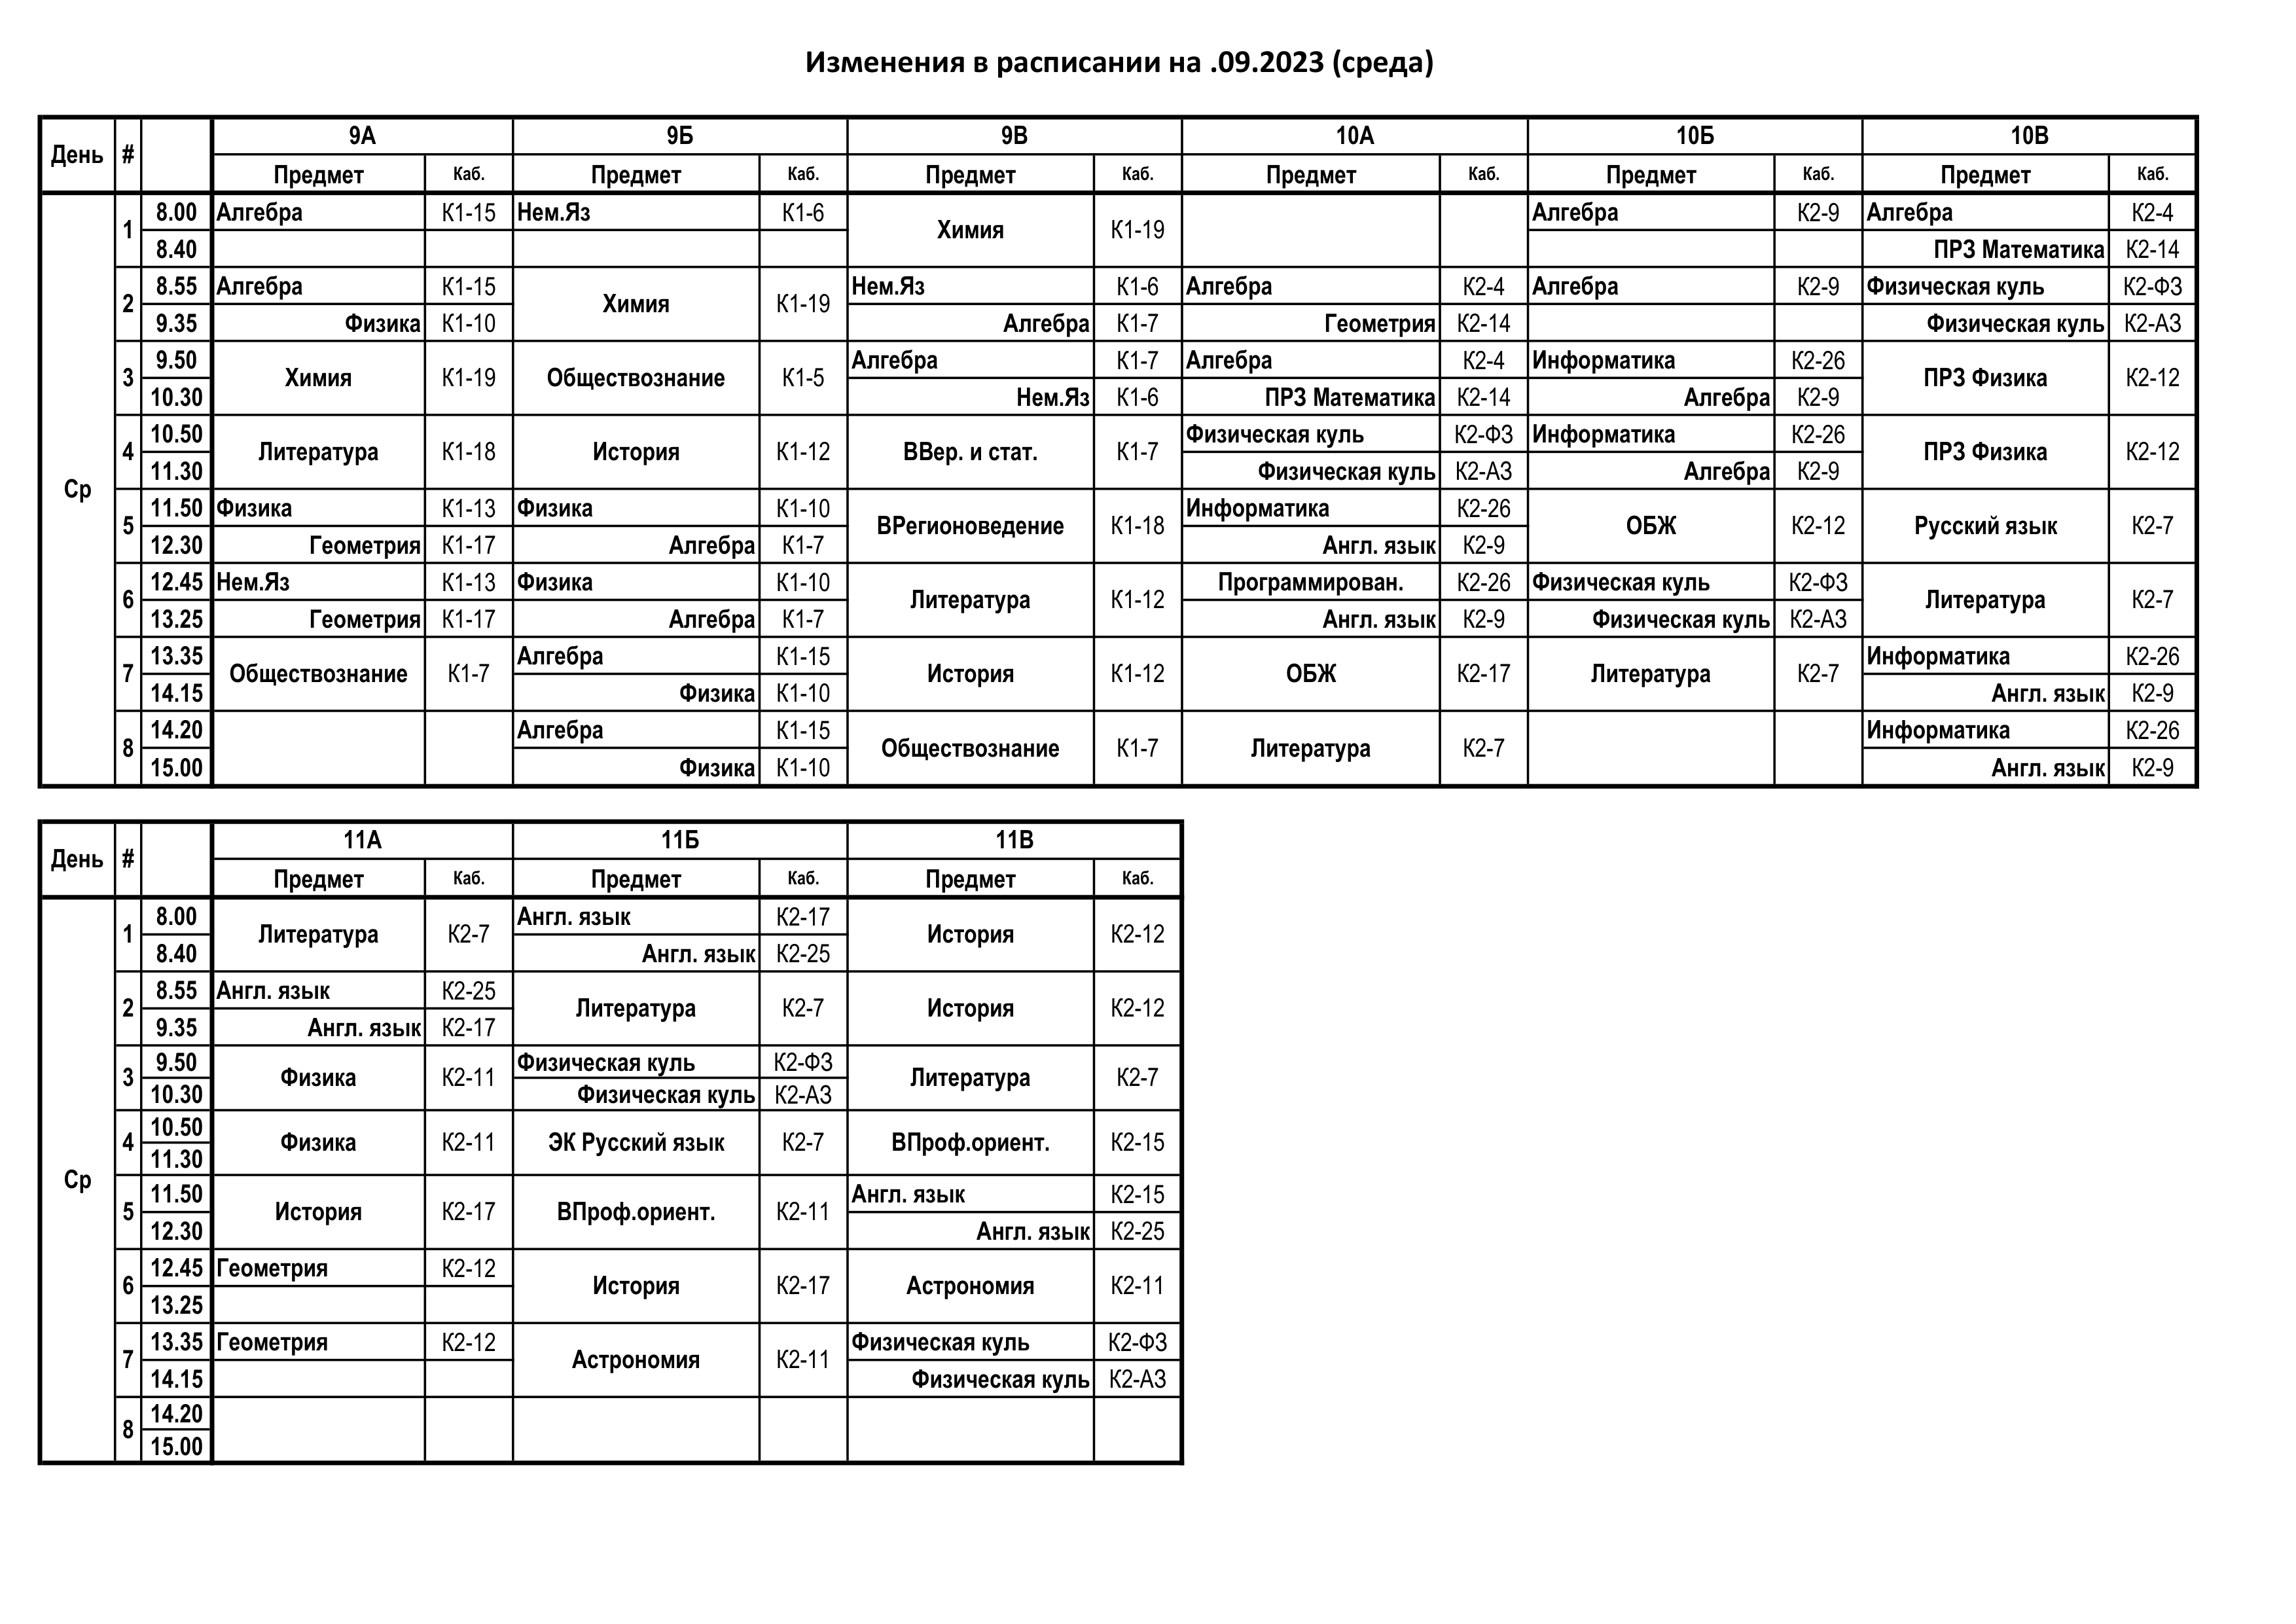 Изменения в расписании на .09.2023 (среда)
День # 9А 9Б 9В 10А 10Б 10В
Предмет Каб. Предмет Каб. Предмет Каб. Предмет Каб. Предмет Каб. Предмет Каб.
Ср
1 8.00 Алгебра К1-15 Нем.Яз К1-6 Химия К1-19 Алгебра К2-9 Алгебра К2-4
8.40 ПРЗ Математика К2-14
2 8.55 Алгебра К1-15 Химия К1-19 Нем.Яз К1-6 Алгебра К2-4 Алгебра К2-9 Физическая куль К2-ФЗ
9.35 Физика К1-10 Алгебра К1-7 Геометрия К2-14 Физическая куль К2-АЗ
3 9.50 Химия К1-19 Обществознание К1-5 Алгебра К1-7 Алгебра К2-4 Информатика К2-26 ПРЗ Физика К2-12
10.30 Нем.Яз К1-6 ПРЗ Математика К2-14 Алгебра К2-9
4 10.50 Литература К1-18 История К1-12 ВВер. и стат. К1-7 Физическая куль К2-ФЗ Информатика К2-26 ПРЗ Физика К2-12
11.30 Физическая куль К2-АЗ Алгебра К2-9
5 11.50 Физика К1-13 Физика К1-10 ВРегионоведение К1-18 Информатика К2-26 ОБЖ К2-12 Русский язык К2-7
12.30 Геометрия К1-17 Алгебра К1-7 Англ. язык К2-9
6 12.45 Нем.Яз К1-13 Физика К1-10 Литература К1-12 Программирован. К2-26 Физическая куль К2-ФЗ Литература К2-7
13.25 Геометрия К1-17 Алгебра К1-7 Англ. язык К2-9 Физическая куль К2-АЗ
7 13.35 Обществознание К1-7 Алгебра К1-15 История К1-12 ОБЖ К2-17 Литература К2-7 Информатика К2-26
14.15 Физика К1-10 Англ. язык К2-9
8 14.20 Алгебра К1-15 Обществознание К1-7 Литература К2-7 Информатика К2-26
15.00 Физика К1-10 Англ. язык К2-9
День # 11А 11Б 11В
Предмет Каб. Предмет Каб. Предмет Каб.
Ср
1 8.00 Литература К2-7 Англ. язык К2-17 История К2-12
8.40 Англ. язык К2-25
2 8.55 Англ. язык К2-25 Литература К2-7 История К2-12
9.35 Англ. язык К2-17
3 9.50 Физика К2-11 Физическая куль К2-ФЗ Литература К2-7
10.30 Физическая куль К2-АЗ
4 10.50 Физика К2-11 ЭК Русский язык К2-7 ВПроф.ориент. К2-15
11.30
5 11.50 История К2-17 ВПроф.ориент. К2-11 Англ. язык К2-15
12.30 Англ. язык К2-25
6 12.45 Геометрия К2-12 История К2-17 Астрономия К2-11
13.25
7 13.35 Геометрия К2-12 Астрономия К2-11 Физическая куль К2-ФЗ
14.15 Физическая куль К2-АЗ
8 14.20
15.00